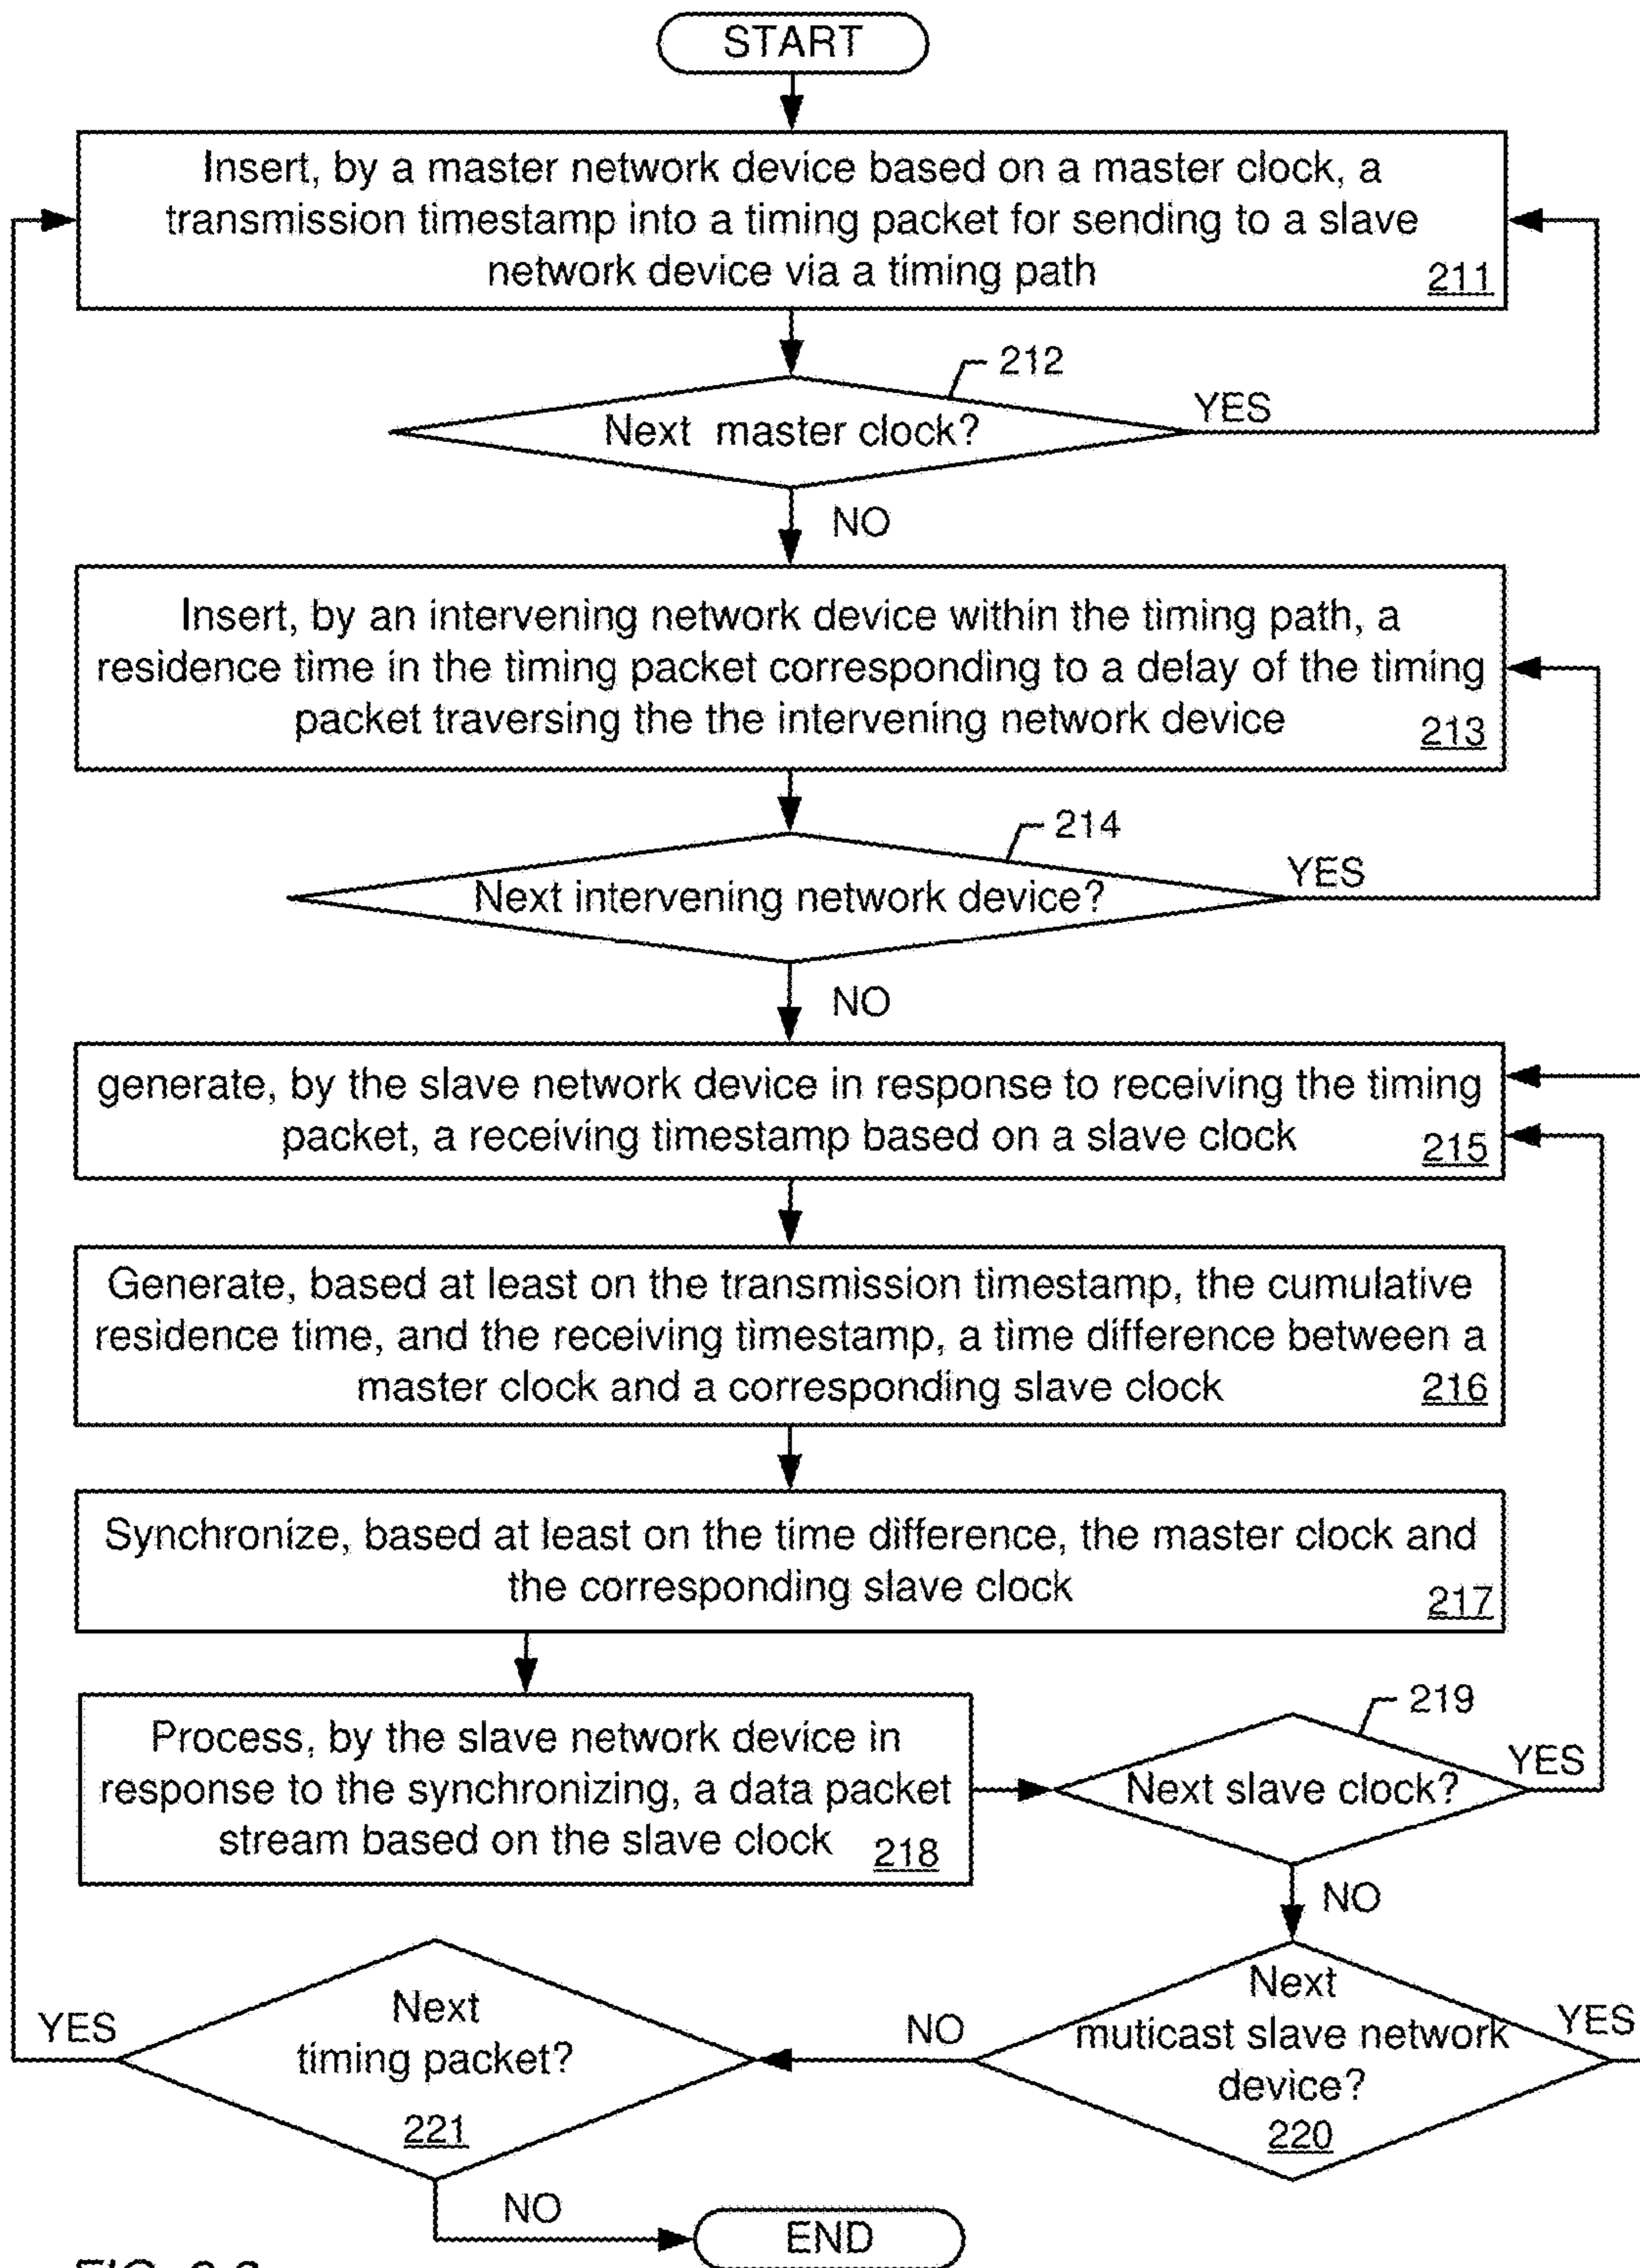 START
Insert, by a master network device based on a master clock, a
transmission timestamp into a timing packet for sending to a slave
network device via a timing path
211
212
Next master clock?
YES
NO
Insert, by an intervening network device within the timing path, a
residence time in the timing packet corresponding to a delay of the timing
packet traversing the the intervening network device
213
214
Next intervening network device?
YES
NO
generate, by the slave network device in response to receiving the timing
packet, a receiving timestamp based on a slave clock
215
Generate, based at least on the transmission timestamp, the cumulative
residence time, and the receiving timestamp, a time difference between a
master clock and a corresponding slave clock
216
Synchronize, based at least on the time difference, the master clock and
the corresponding slave clock
217
Process, by the slave network device in
response to the synchronizing, a data packet
stream based on the slave clock
218
219
Next slave clock?
YES
NO
Next
muticast slave network
device?
220
YES
NO
Next
timing packet?
221
YES
NO
END